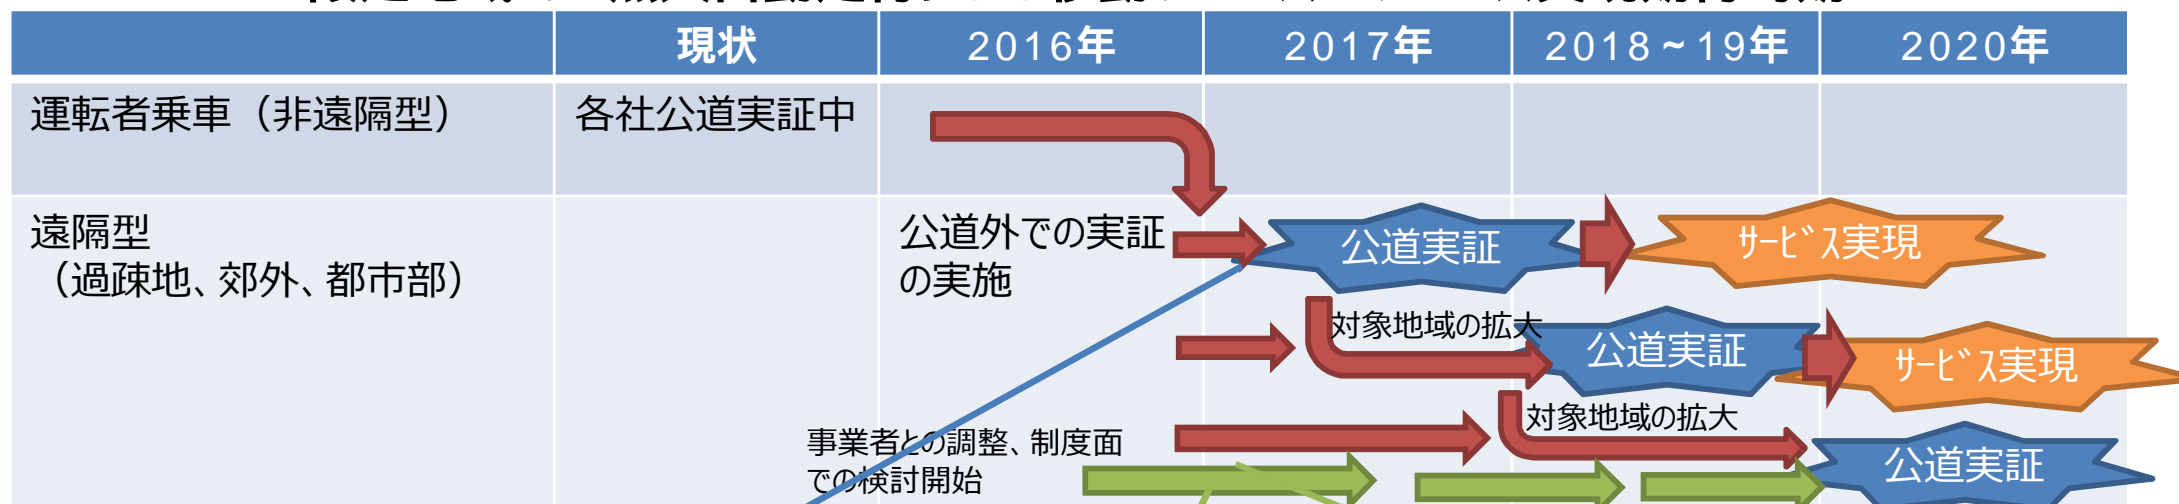 現状 2016年 2017年 2018～19年 2020年
運転者乗車（非遠隔型） 各社公道実証中
遠隔型
（過疎地、郊外、都市部）
公道外での実証
の実施
公道実証
サービス実現
対象地域の拡大
公道実証
サービス実現
対象地域の拡大
事業者との調整、制度面
での検討開始
公道実証